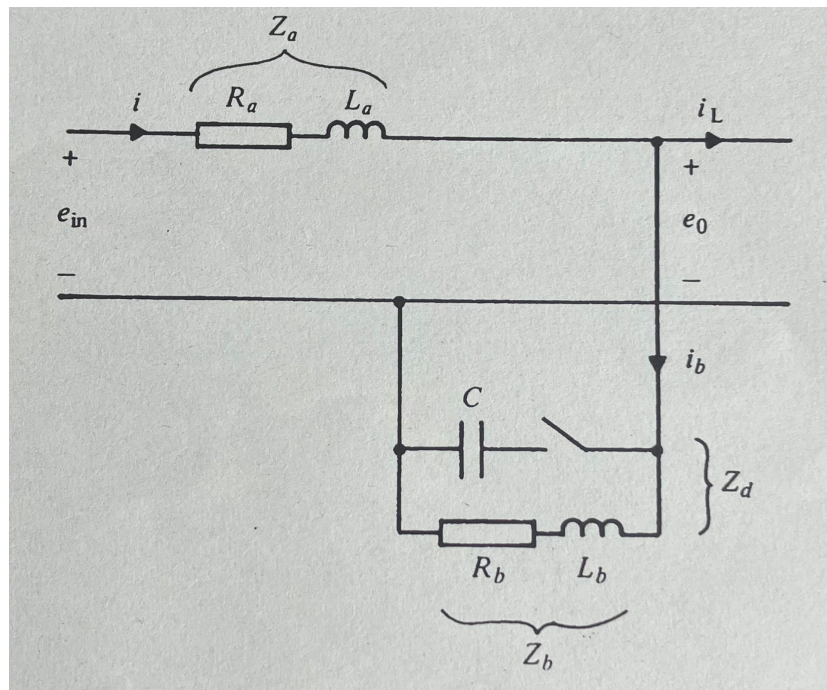 Z_a
i R_a L_a i_L
+ +
e_in e_0
− −
i_b
C
Z_d
R_b L_b
Z_b